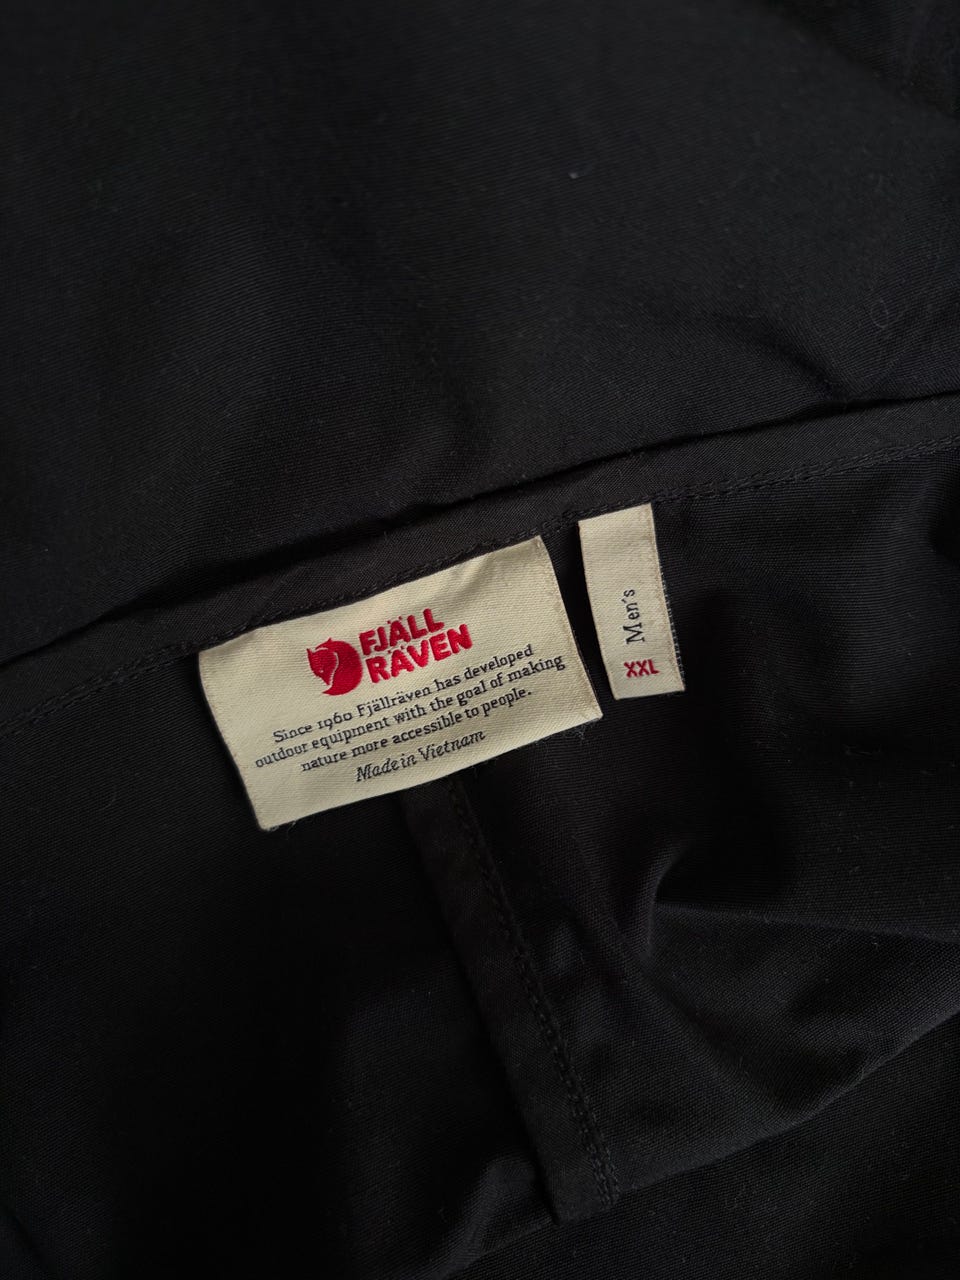 FJÄLL
RÄVEN
Since 1960 Fjällräven has developed
outdoor equipment with the goal of making
nature more accessible to people.
Made in Vietnam
Men's
XXL